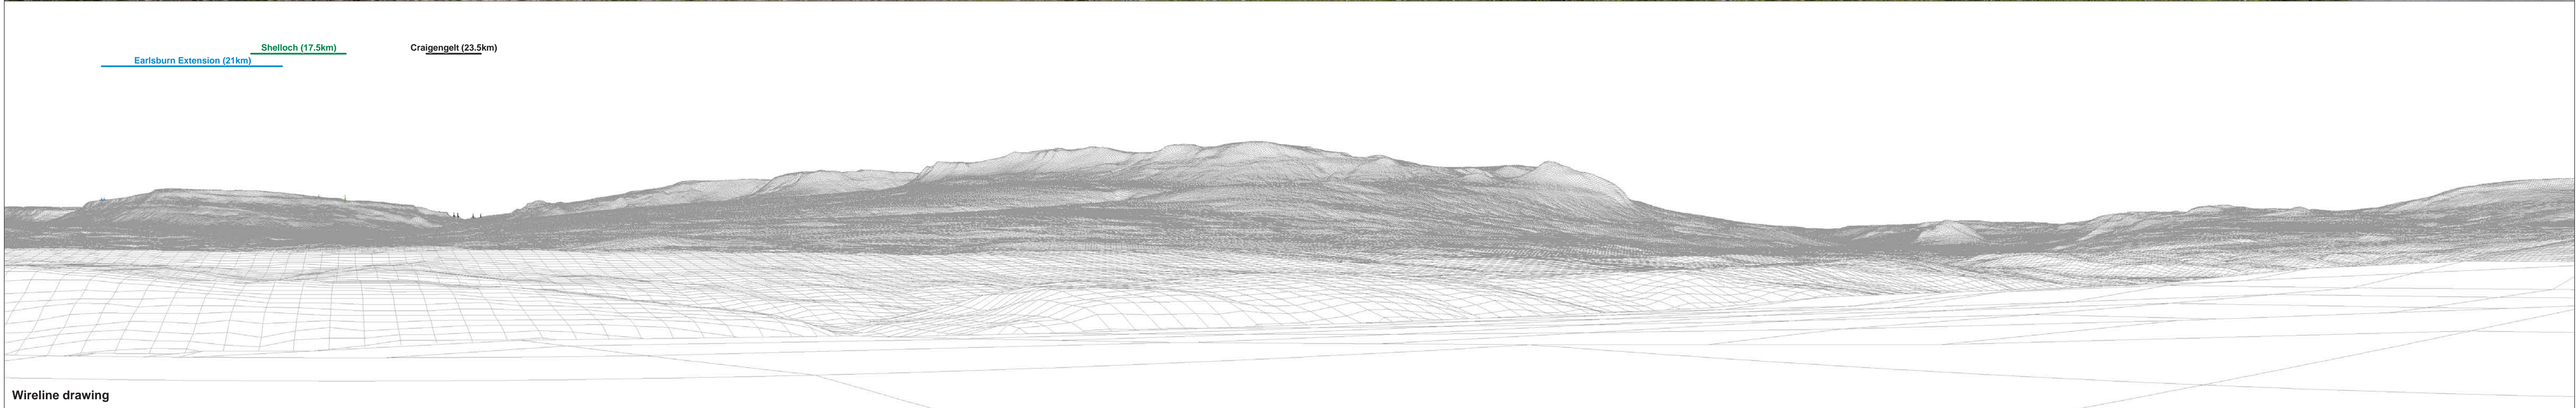 Shelloch (17.5km)
Craigengelt (23.5km)
Earlsburn Extension (21km)
Wireline drawing